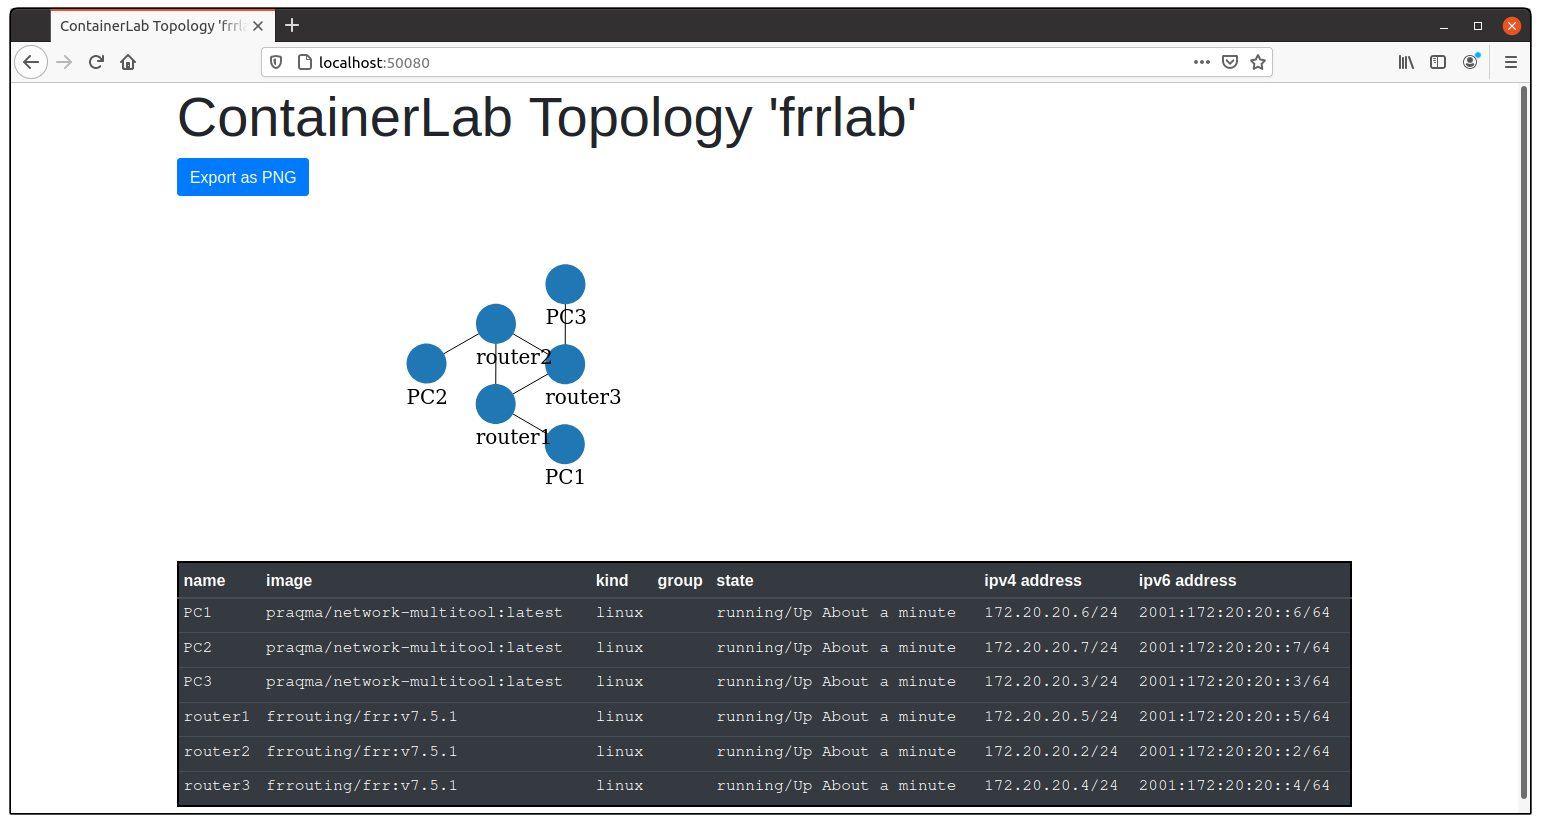 ContainerLab Topology 'frrla
localhost:50080
ContainerLab Topology 'frrlab'
Export as PNG
PC3
router2
PC2
router3
router1
PC1
name image kind group state ipv4 address ipv6 address
PC1 praqma/network-multitool:latest linux running/Up About a minute 172.20.20.6/24 2001:172:20:20::6/64
PC2 praqma/network-multitool:latest linux running/Up About a minute 172.20.20.7/24 2001:172:20:20::7/64
PC3 praqma/network-multitool:latest linux running/Up About a minute 172.20.20.3/24 2001:172:20:20::3/64
router1 frrouting/frr:v7.5.1 linux running/Up About a minute 172.20.20.5/24 2001:172:20:20::5/64
router2 frrouting/frr:v7.5.1 linux running/Up About a minute 172.20.20.2/24 2001:172:20:20::2/64
router3 frrouting/frr:v7.5.1 linux running/Up About a minute 172.20.20.4/24 2001:172:20:20::4/64